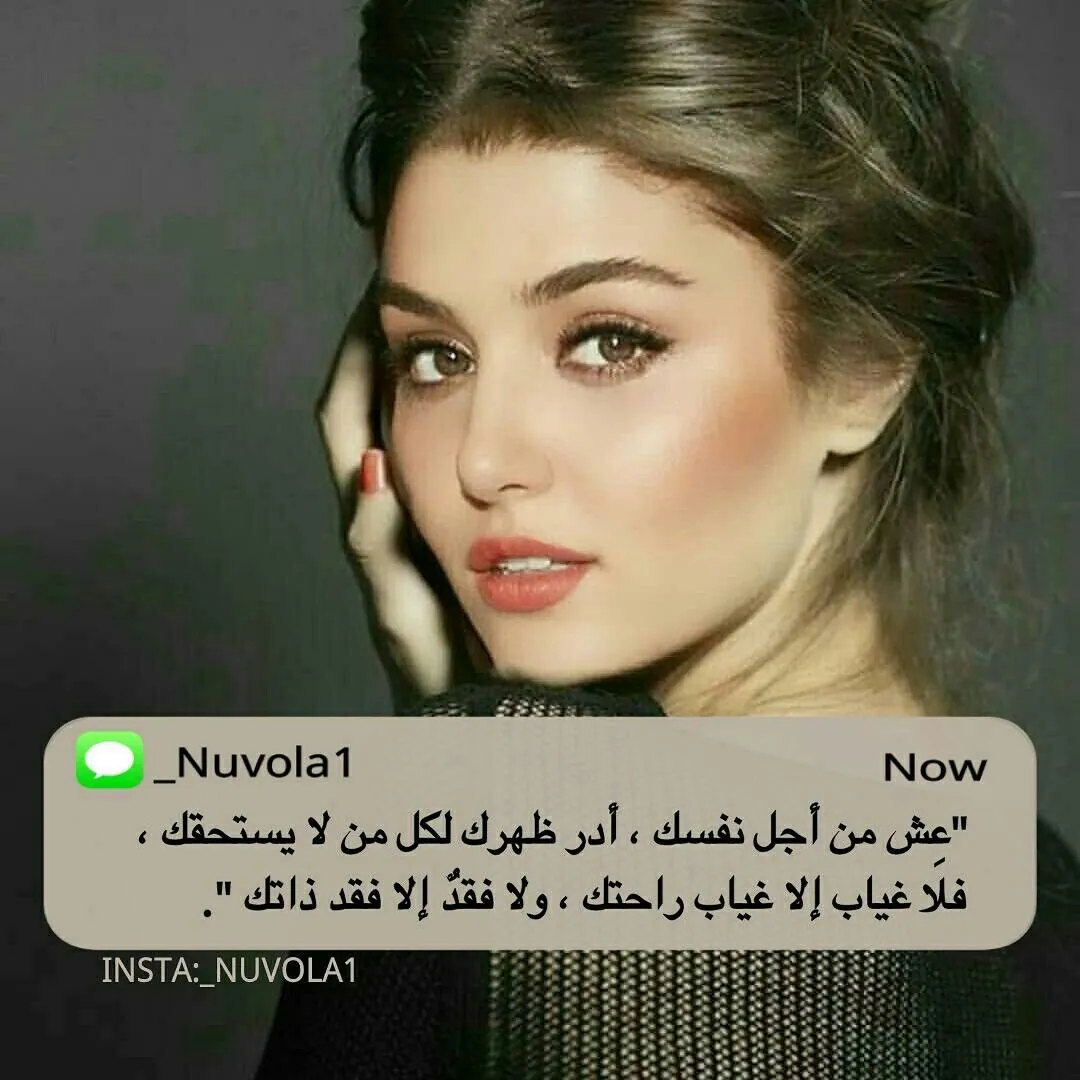 _Nuvola1
Now
"عِش من أجل نفسك ، أدر ظهرك لكل من لا يستحقك ،
فلَا غياب إلا غياب راحتك ، ولا فقدٌ إلا فقد ذاتك ".
INSTA:_NUVOLA1